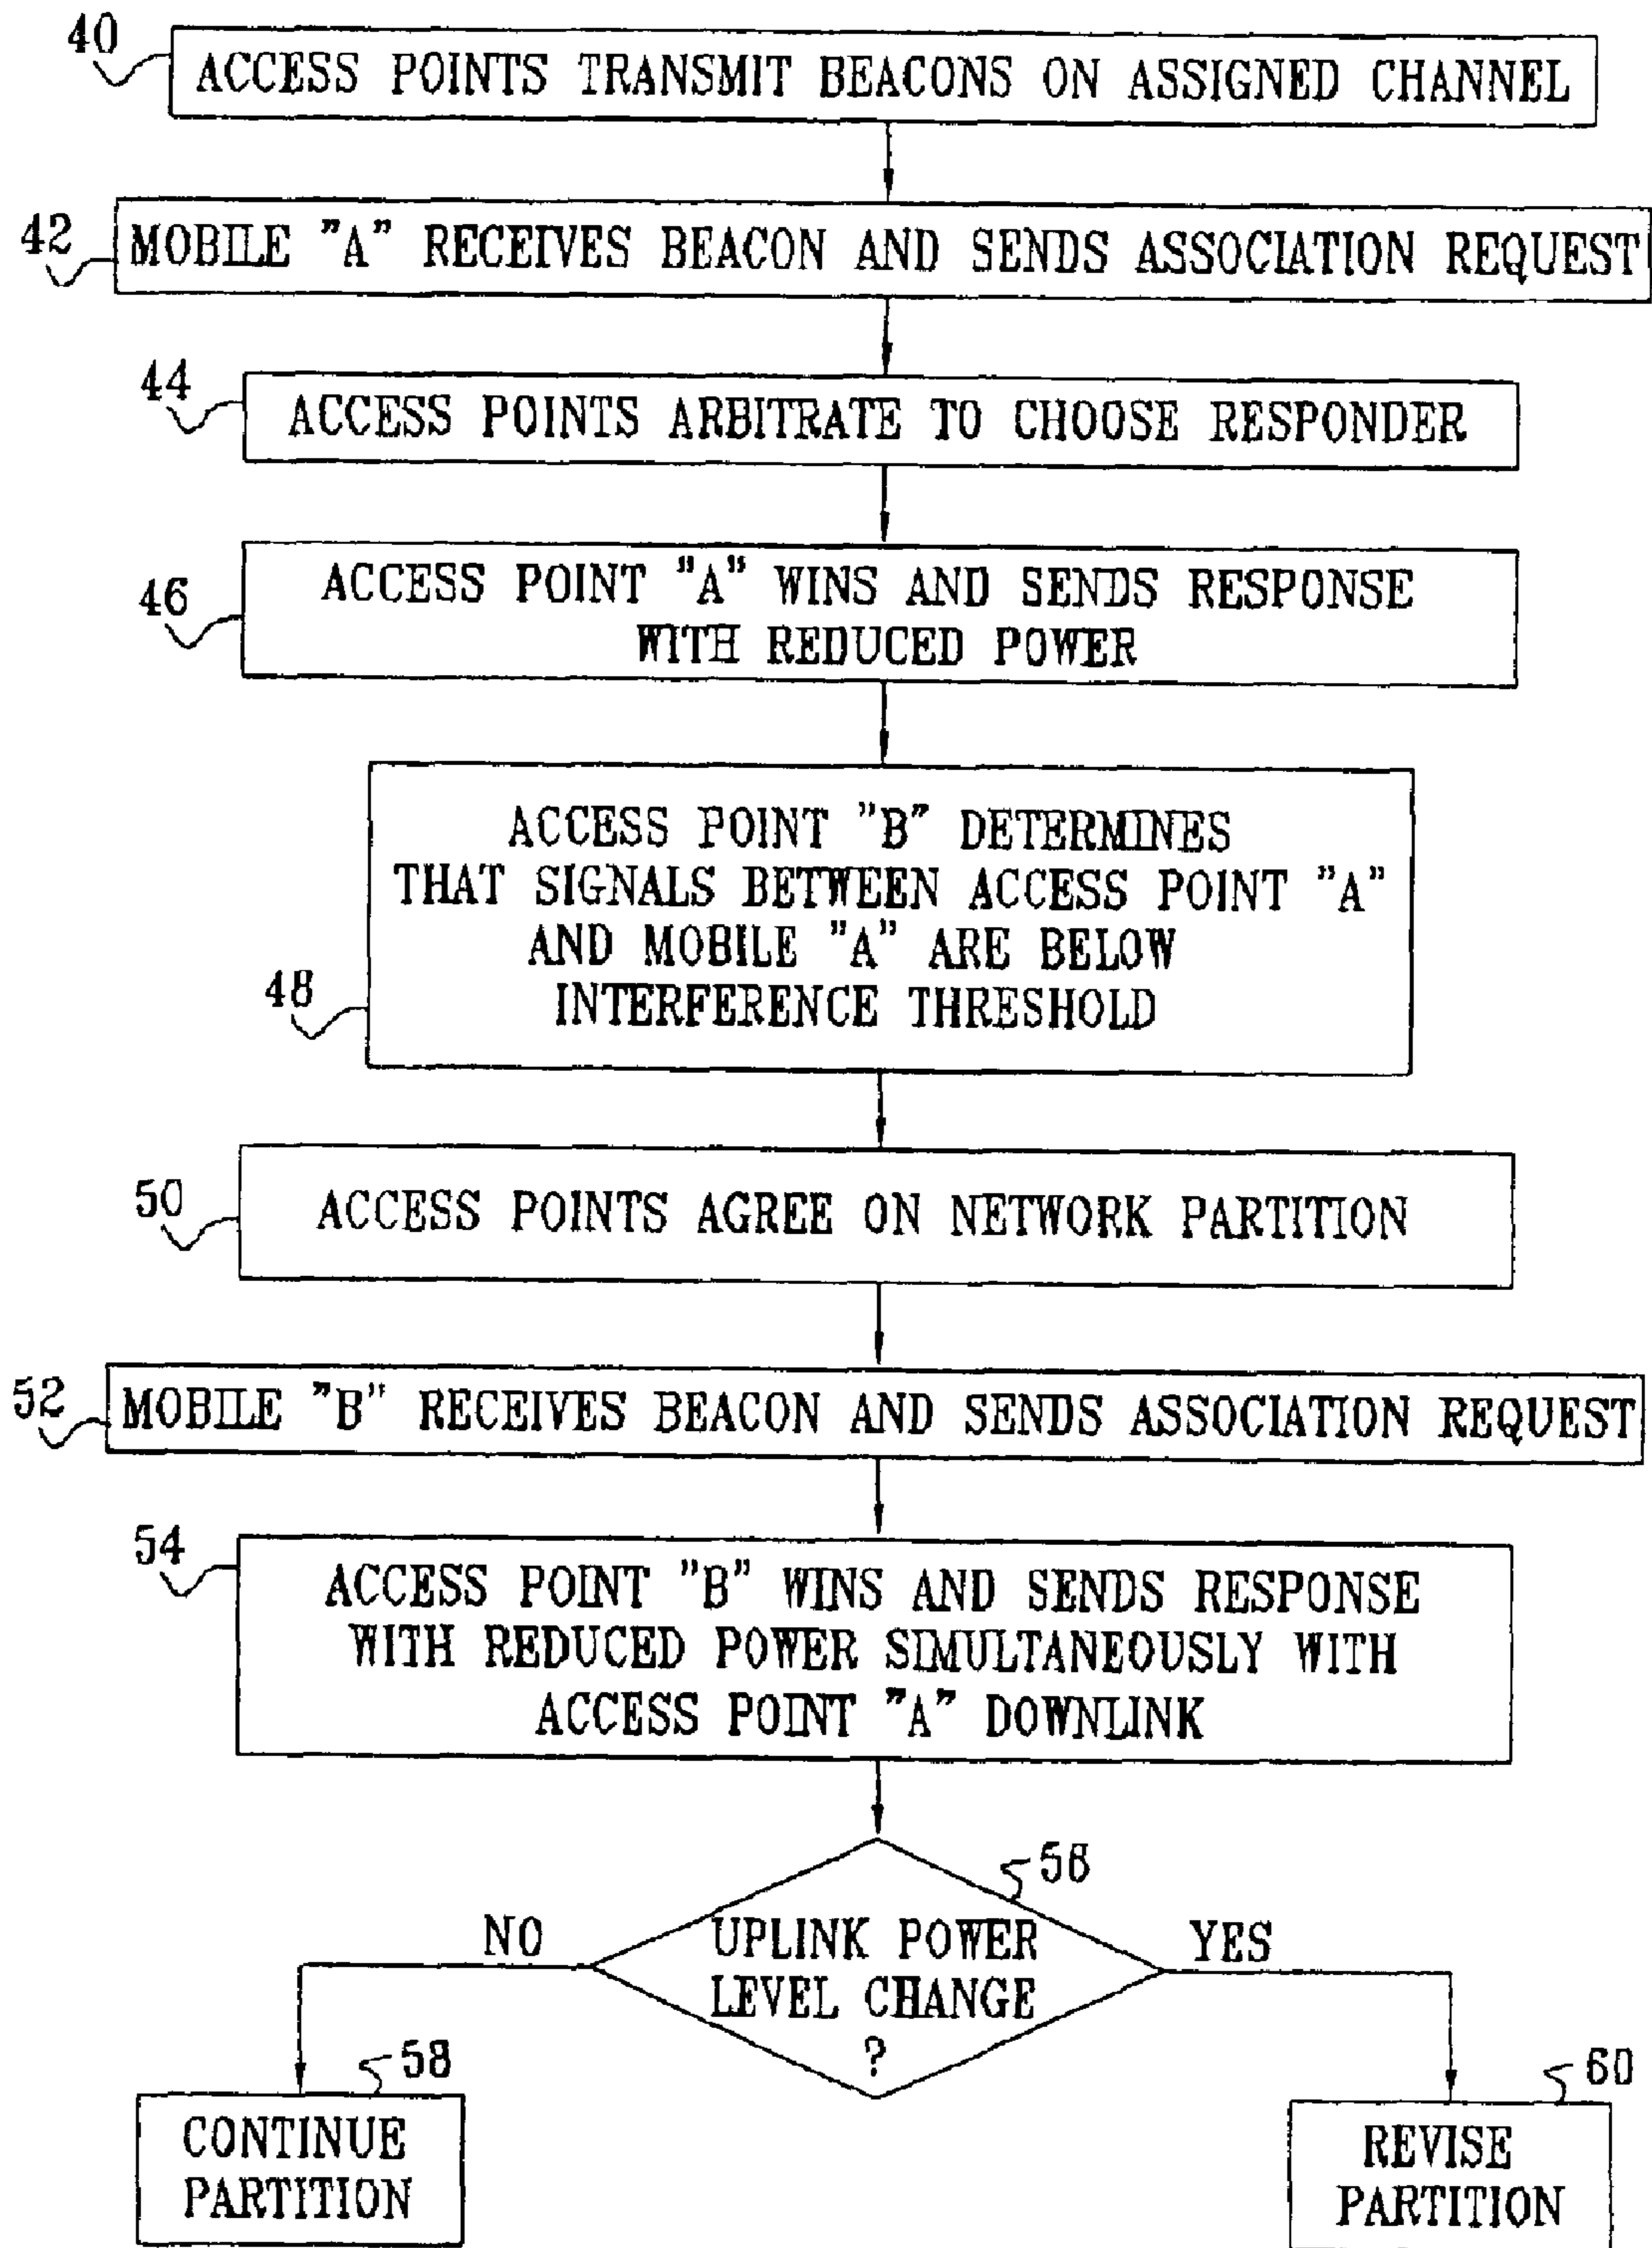 40
ACCESS POINTS TRANSMIT BEACONS ON ASSIGNED CHANNEL
42
MOBILE "A" RECEIVES BEACON AND SENDS ASSOCIATION REQUEST
44
ACCESS POINTS ARBITRATE TO CHOOSE RESPONDER
46
ACCESS POINT "A" WINS AND SENDS RESPONSE
WITH REDUCED POWER
48
ACCESS POINT "B" DETERMINES
THAT SIGNALS BETWEEN ACCESS POINT "A"
AND MOBILE "A" ARE BELOW
INTERFERENCE THRESHOLD
50
ACCESS POINTS AGREE ON NETWORK PARTITION
52
MOBILE "B" RECEIVES BEACON AND SENDS ASSOCIATION REQUEST
54
ACCESS POINT "B" WINS AND SENDS RESPONSE
WITH REDUCED POWER SIMULTANEOUSLY WITH
ACCESS POINT "A" DOWNLINK
56
NO
UPLINK POWER
LEVEL CHANGE
?
YES
58
CONTINUE
PARTITION
60
REVISE
PARTITION